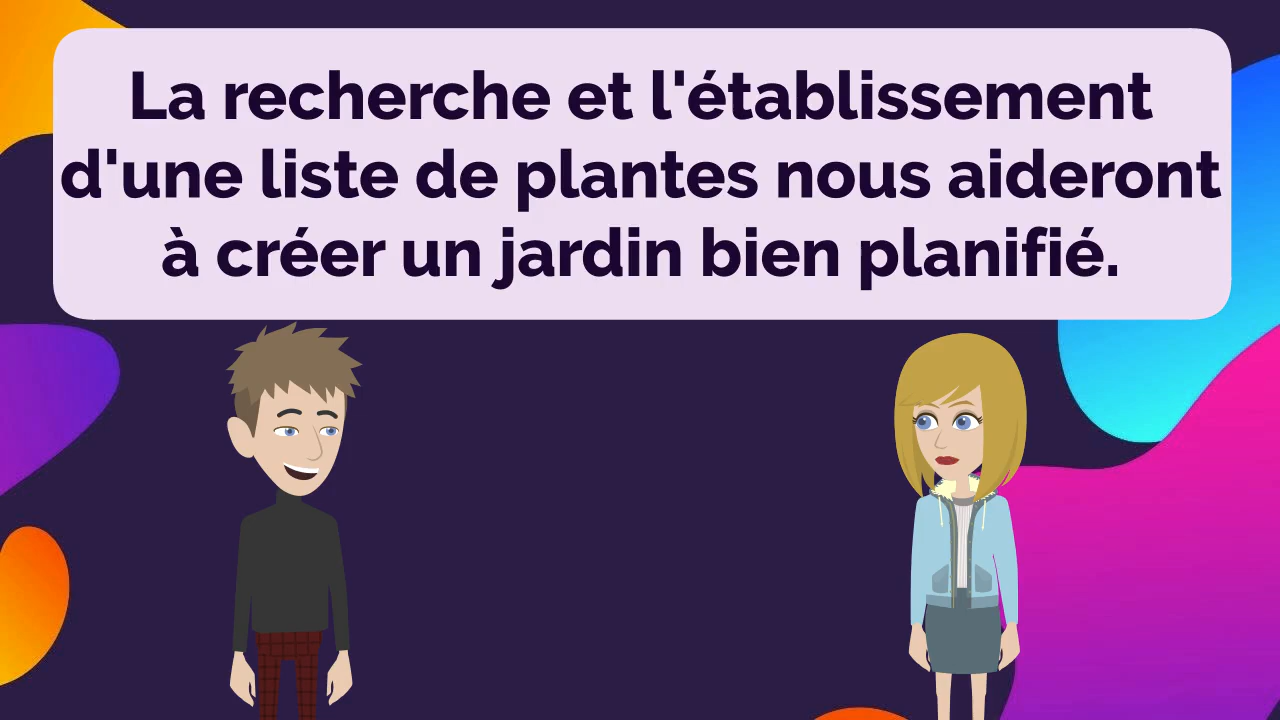 La recherche et l'établissement
d'une liste de plantes nous aideront
à créer un jardin bien planifié.